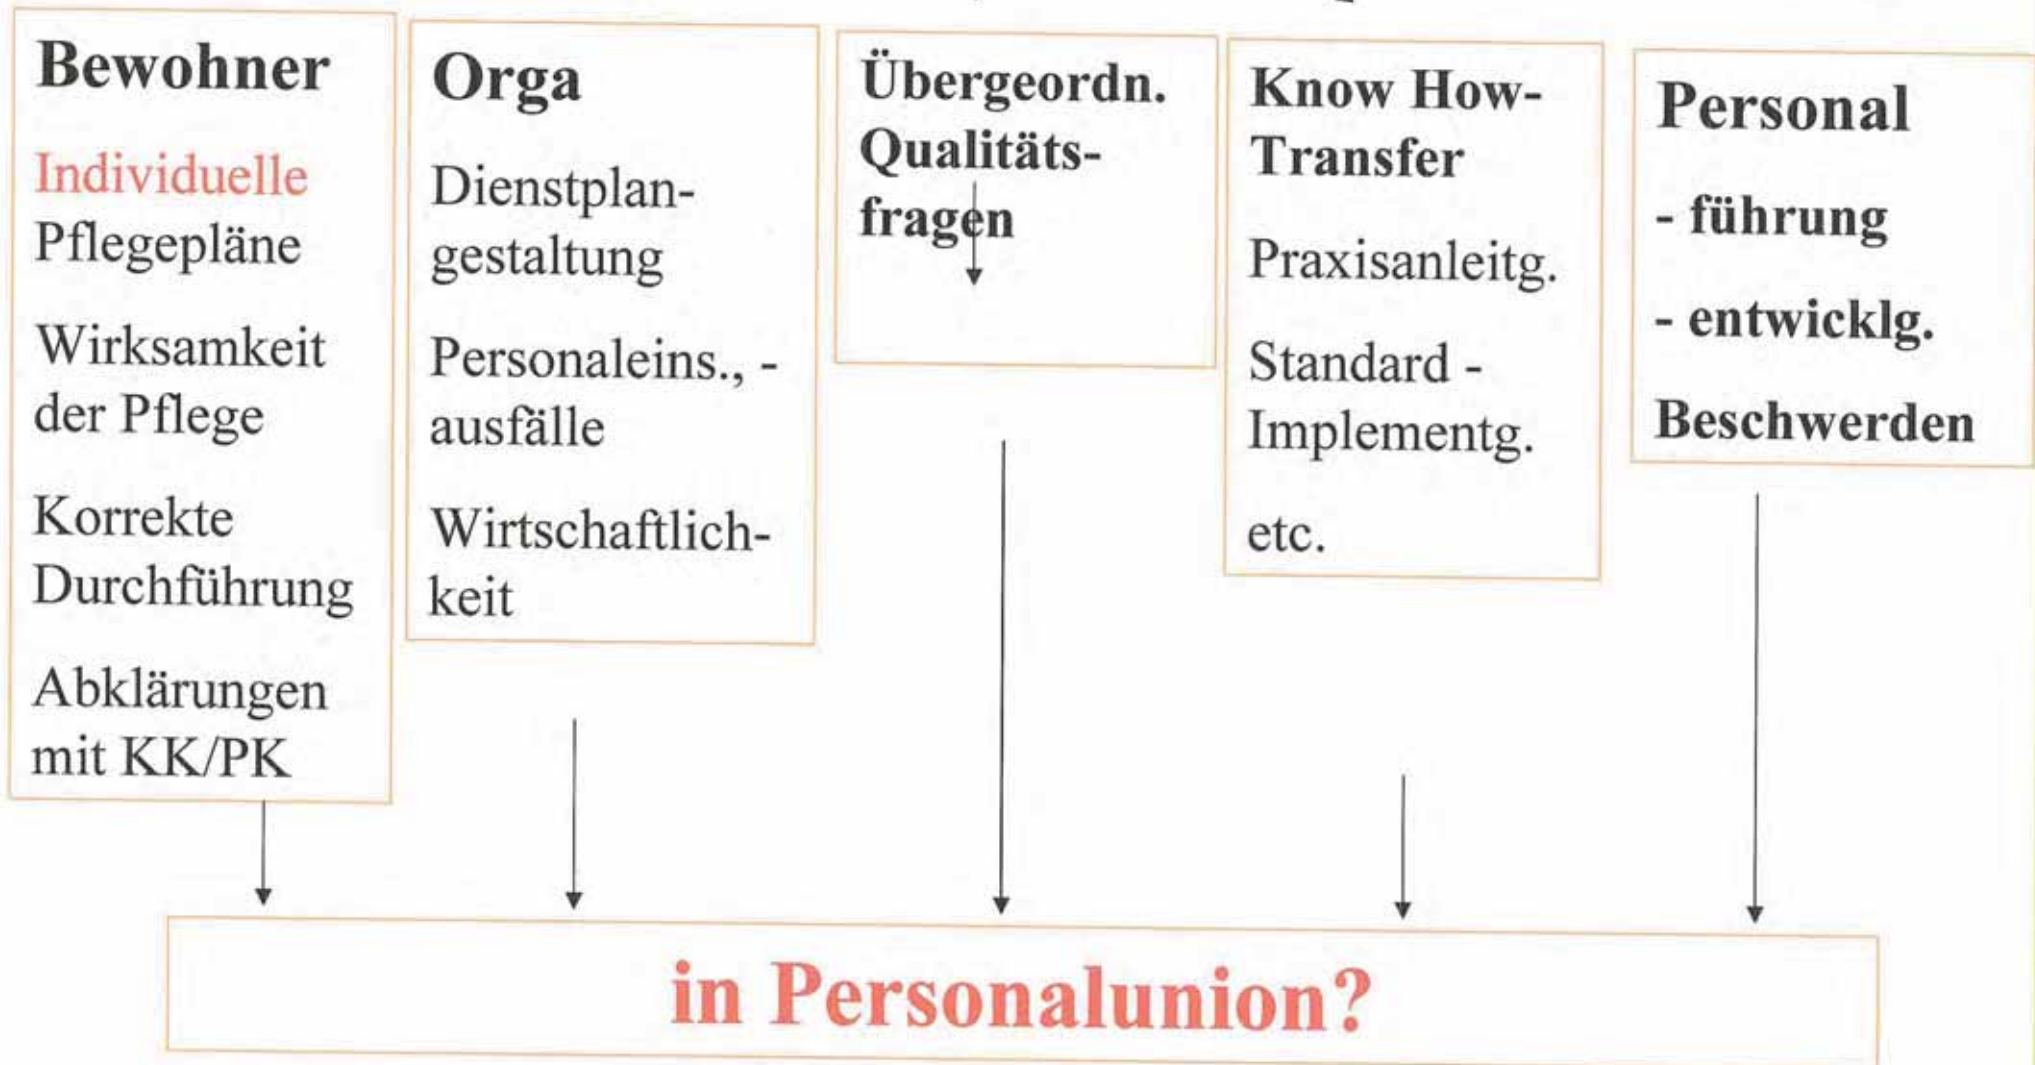 Bewohner
Individuelle
Pflegepläne
Wirksamkeit
der Pflege
Korrekte
Durchführung
Abklärungen
mit KK/PK
Orga
Dienstplan-
gestaltung
Personaleins., -
ausfälle
Wirtschaftlich-
keit
Übergeordn.
Qualitäts-
fragen
Know How-
Transfer
Praxisanleitg.
Standard -
Implementg.
etc.
Personal
- führung
- entwicklg.
Beschwerden
in Personalunion?